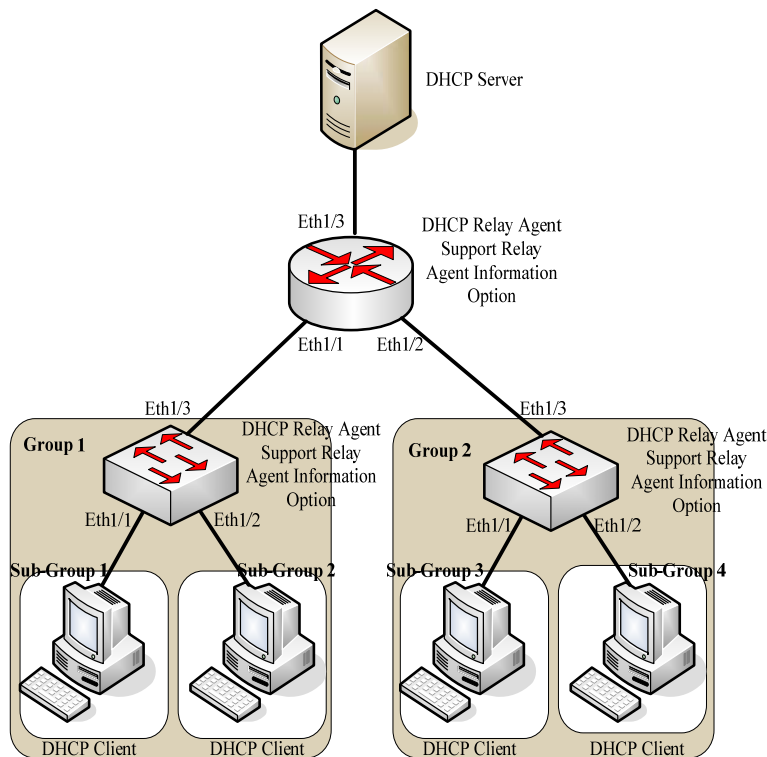 DHCP Server
Eth1/3
DHCP Relay Agent
Support Relay
Agent Information
Option
Eth1/1
Eth1/2
Eth1/3
Group 1
DHCP Relay Agent
Support Relay
Agent Information
Option
Eth1/1
Eth1/2
Sub-Group 1
Sub-Group 2
DHCP Client
DHCP Client
Eth1/3
Group 2
DHCP Relay Agent
Support Relay
Agent Information
Option
Eth1/1
Eth1/2
Sub-Group 3
Sub-Group 4
DHCP Client
DHCP Client